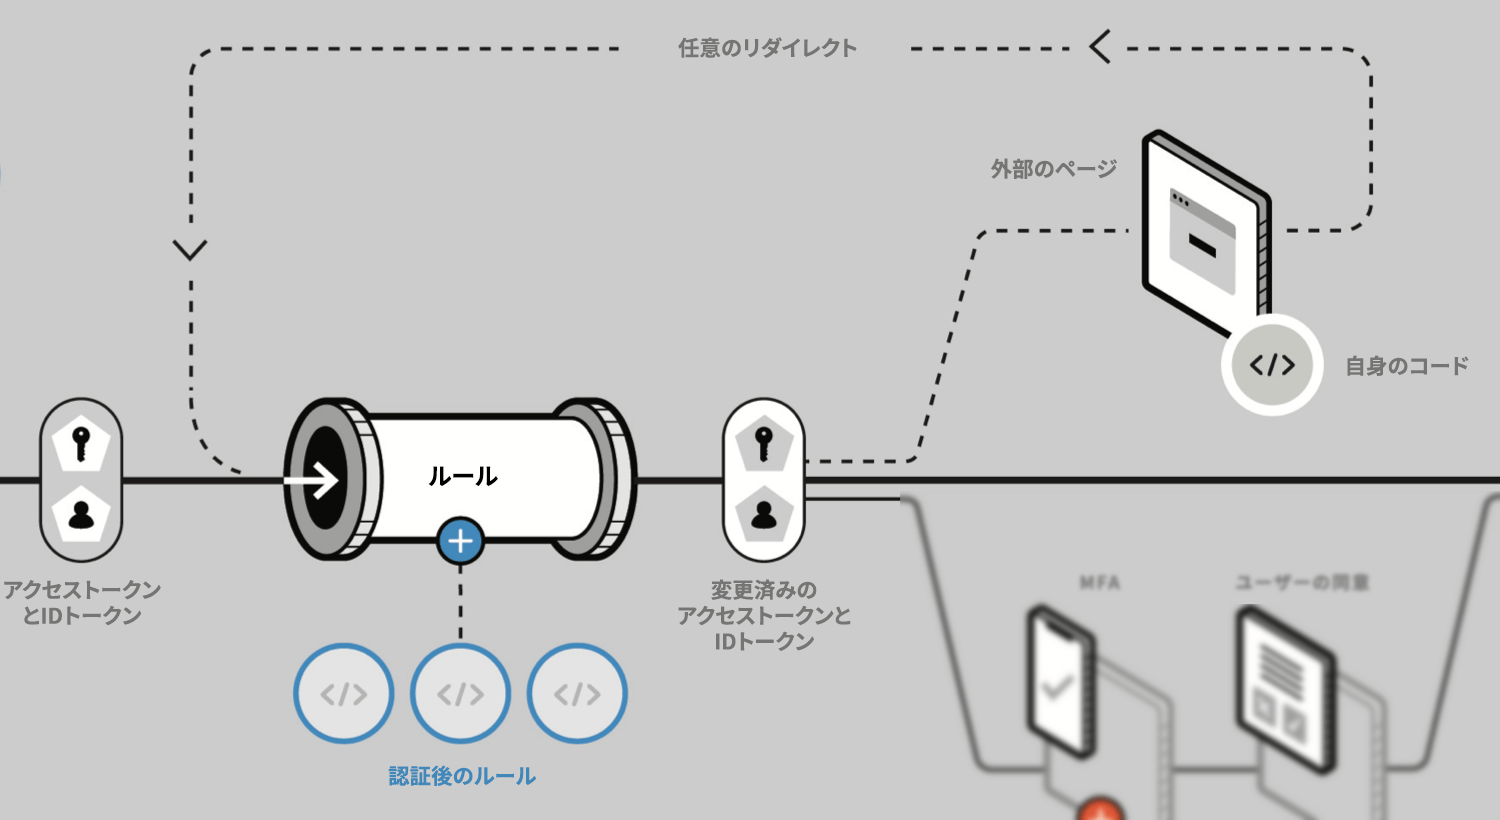 任意のリダイレクト
外部のページ
自身のコード
ルール
アクセストークン
とIDトークン
変更済みの
アクセストークンと
IDトークン
MFA
ユーザーの同意
認証後のルール